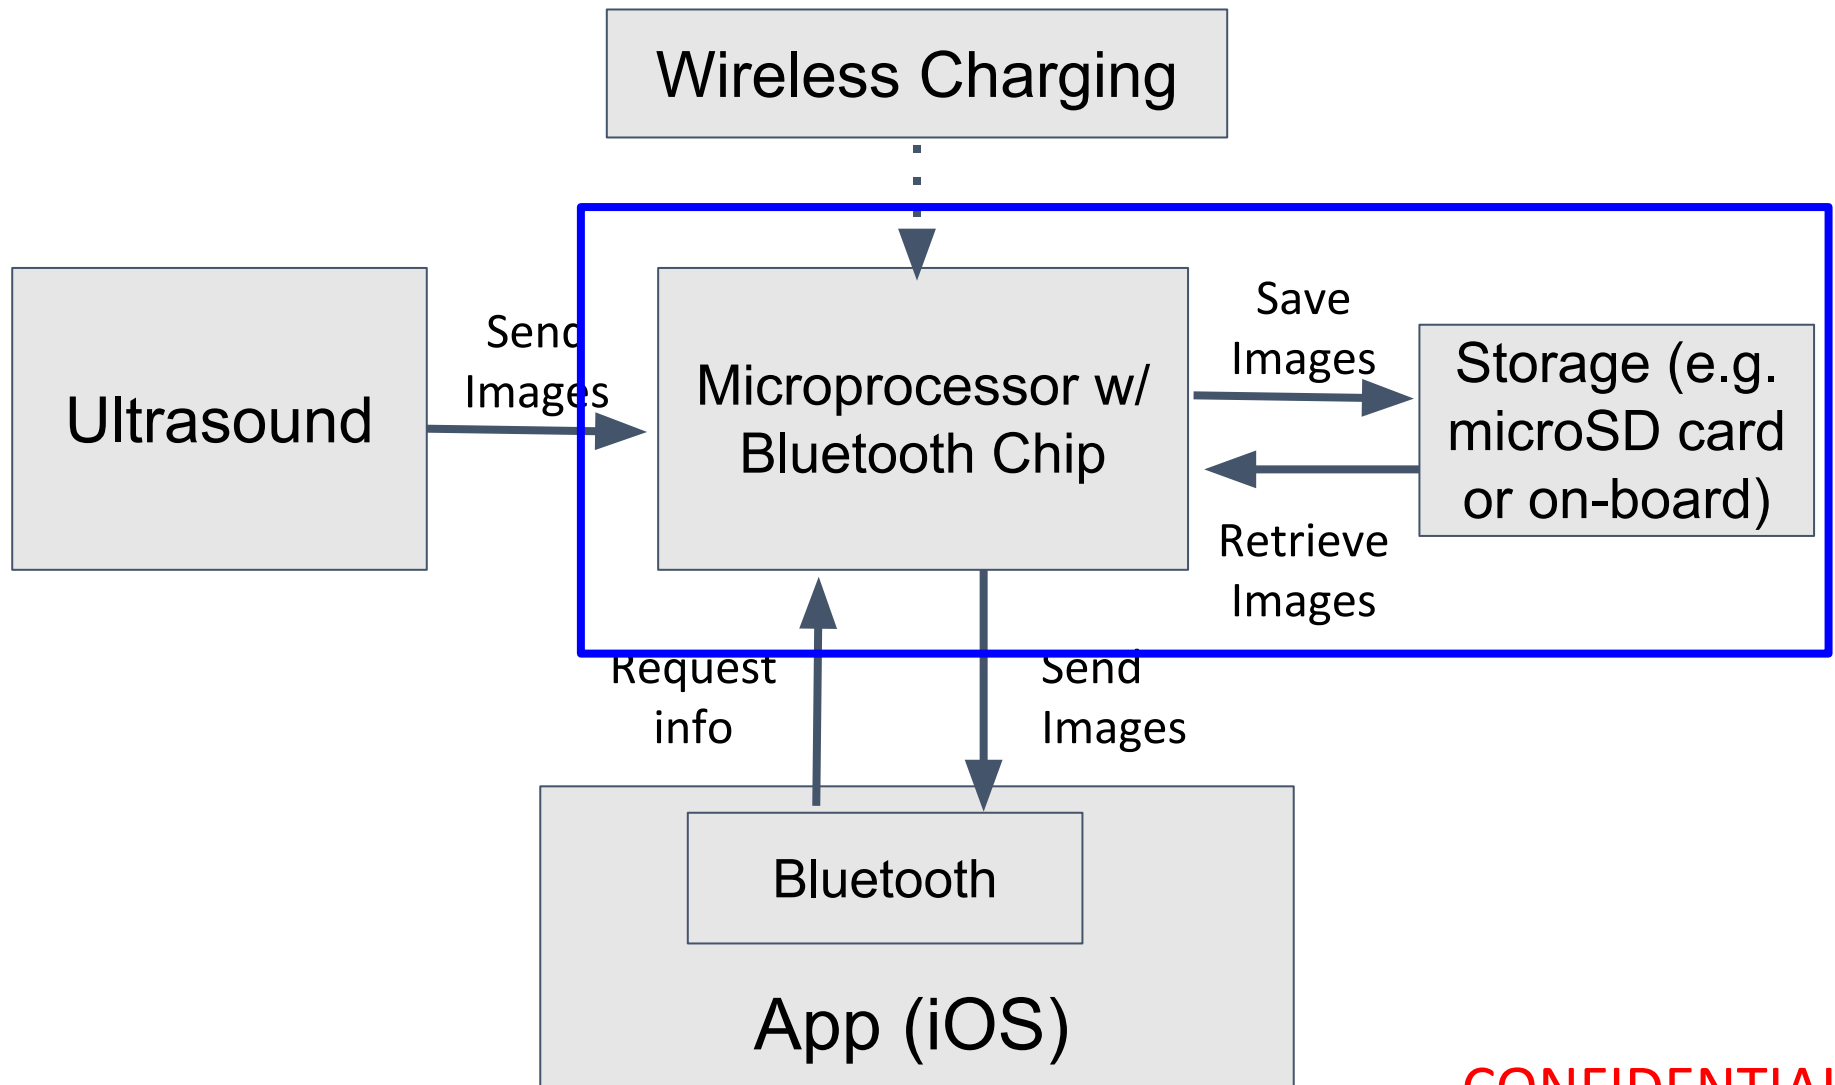 Wireless Charging
Send
Images
Ultrasound
Microprocessor w/
Bluetooth Chip
Save
Images
Storage (e.g.
microSD card
or on-board)
Retrieve
Images
Request
info
Send
Images
Bluetooth
App (iOS)
CONFIDENTIAL